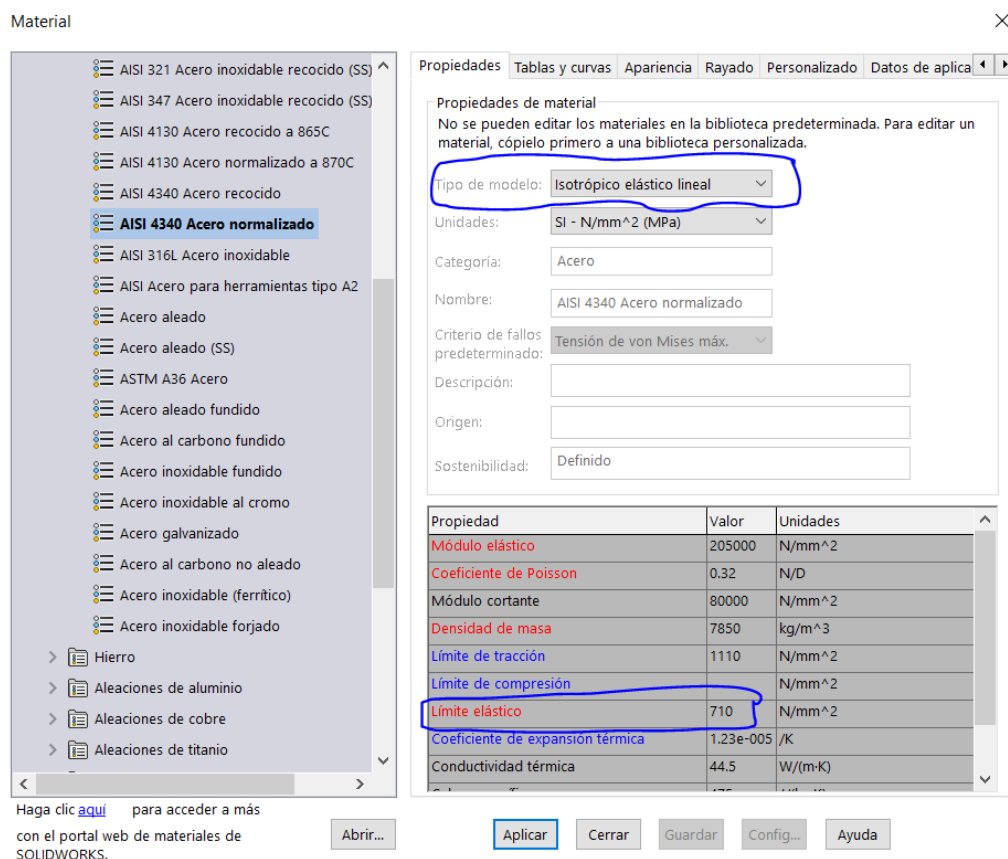 Material
AISI 321 Acero inoxidable recocido (SS)
AISI 347 Acero inoxidable recocido (SS)
AISI 4130 Acero recocido a 865C
AISI 4130 Acero normalizado a 870C
AISI 4340 Acero recocido
AISI 4340 Acero normalizado
AISI 316L Acero inoxidable
AISI Acero para herramientas tipo A2
Acero aleado
Acero aleado (SS)
ASTM A36 Acero
Acero aleado fundido
Acero al carbono fundido
Acero inoxidable fundido
Acero inoxidable al cromo
Acero galvanizado
Acero al carbono no aleado
Acero inoxidable (ferrítico)
Acero inoxidable forjado
Hierro
Aleaciones de aluminio
Aleaciones de cobre
Aleaciones de titanio
Haga clic aquí para acceder a más
con el portal web de materiales de
SOLIDWORKS.
Abrir...
Propiedades Tablas y curvas Apariencia Rayado Personalizado Datos de aplica
Propiedades de material
No se pueden editar los materiales en la biblioteca predeterminada. Para editar un
material, cópielo primero a una biblioteca personalizada.
Tipo de modelo: Isotrópico elástico lineal
Unidades: SI - N/mm^2 (MPa)
Categoría: Acero
Nombre: AISI 4340 Acero normalizado
Criterio de fallos
predeterminado: Tensión de von Mises máx.
Descripción:
Origen:
Sostenibilidad: Definido
Propiedad Valor Unidades
Módulo elástico 205000 N/mm^2
Coeficiente de Poisson 0.32 N/D
Módulo cortante 80000 N/mm^2
Densidad de masa 7850 kg/m^3
Límite de tracción 1110 N/mm^2
Límite de compresión N/mm^2
Límite elástico 710 N/mm^2
Coeficiente de expansión térmica 1.23e-005 /K
Conductividad térmica 44.5 W/(m·K)
Aplicar Cerrar Guardar Config... Ayuda